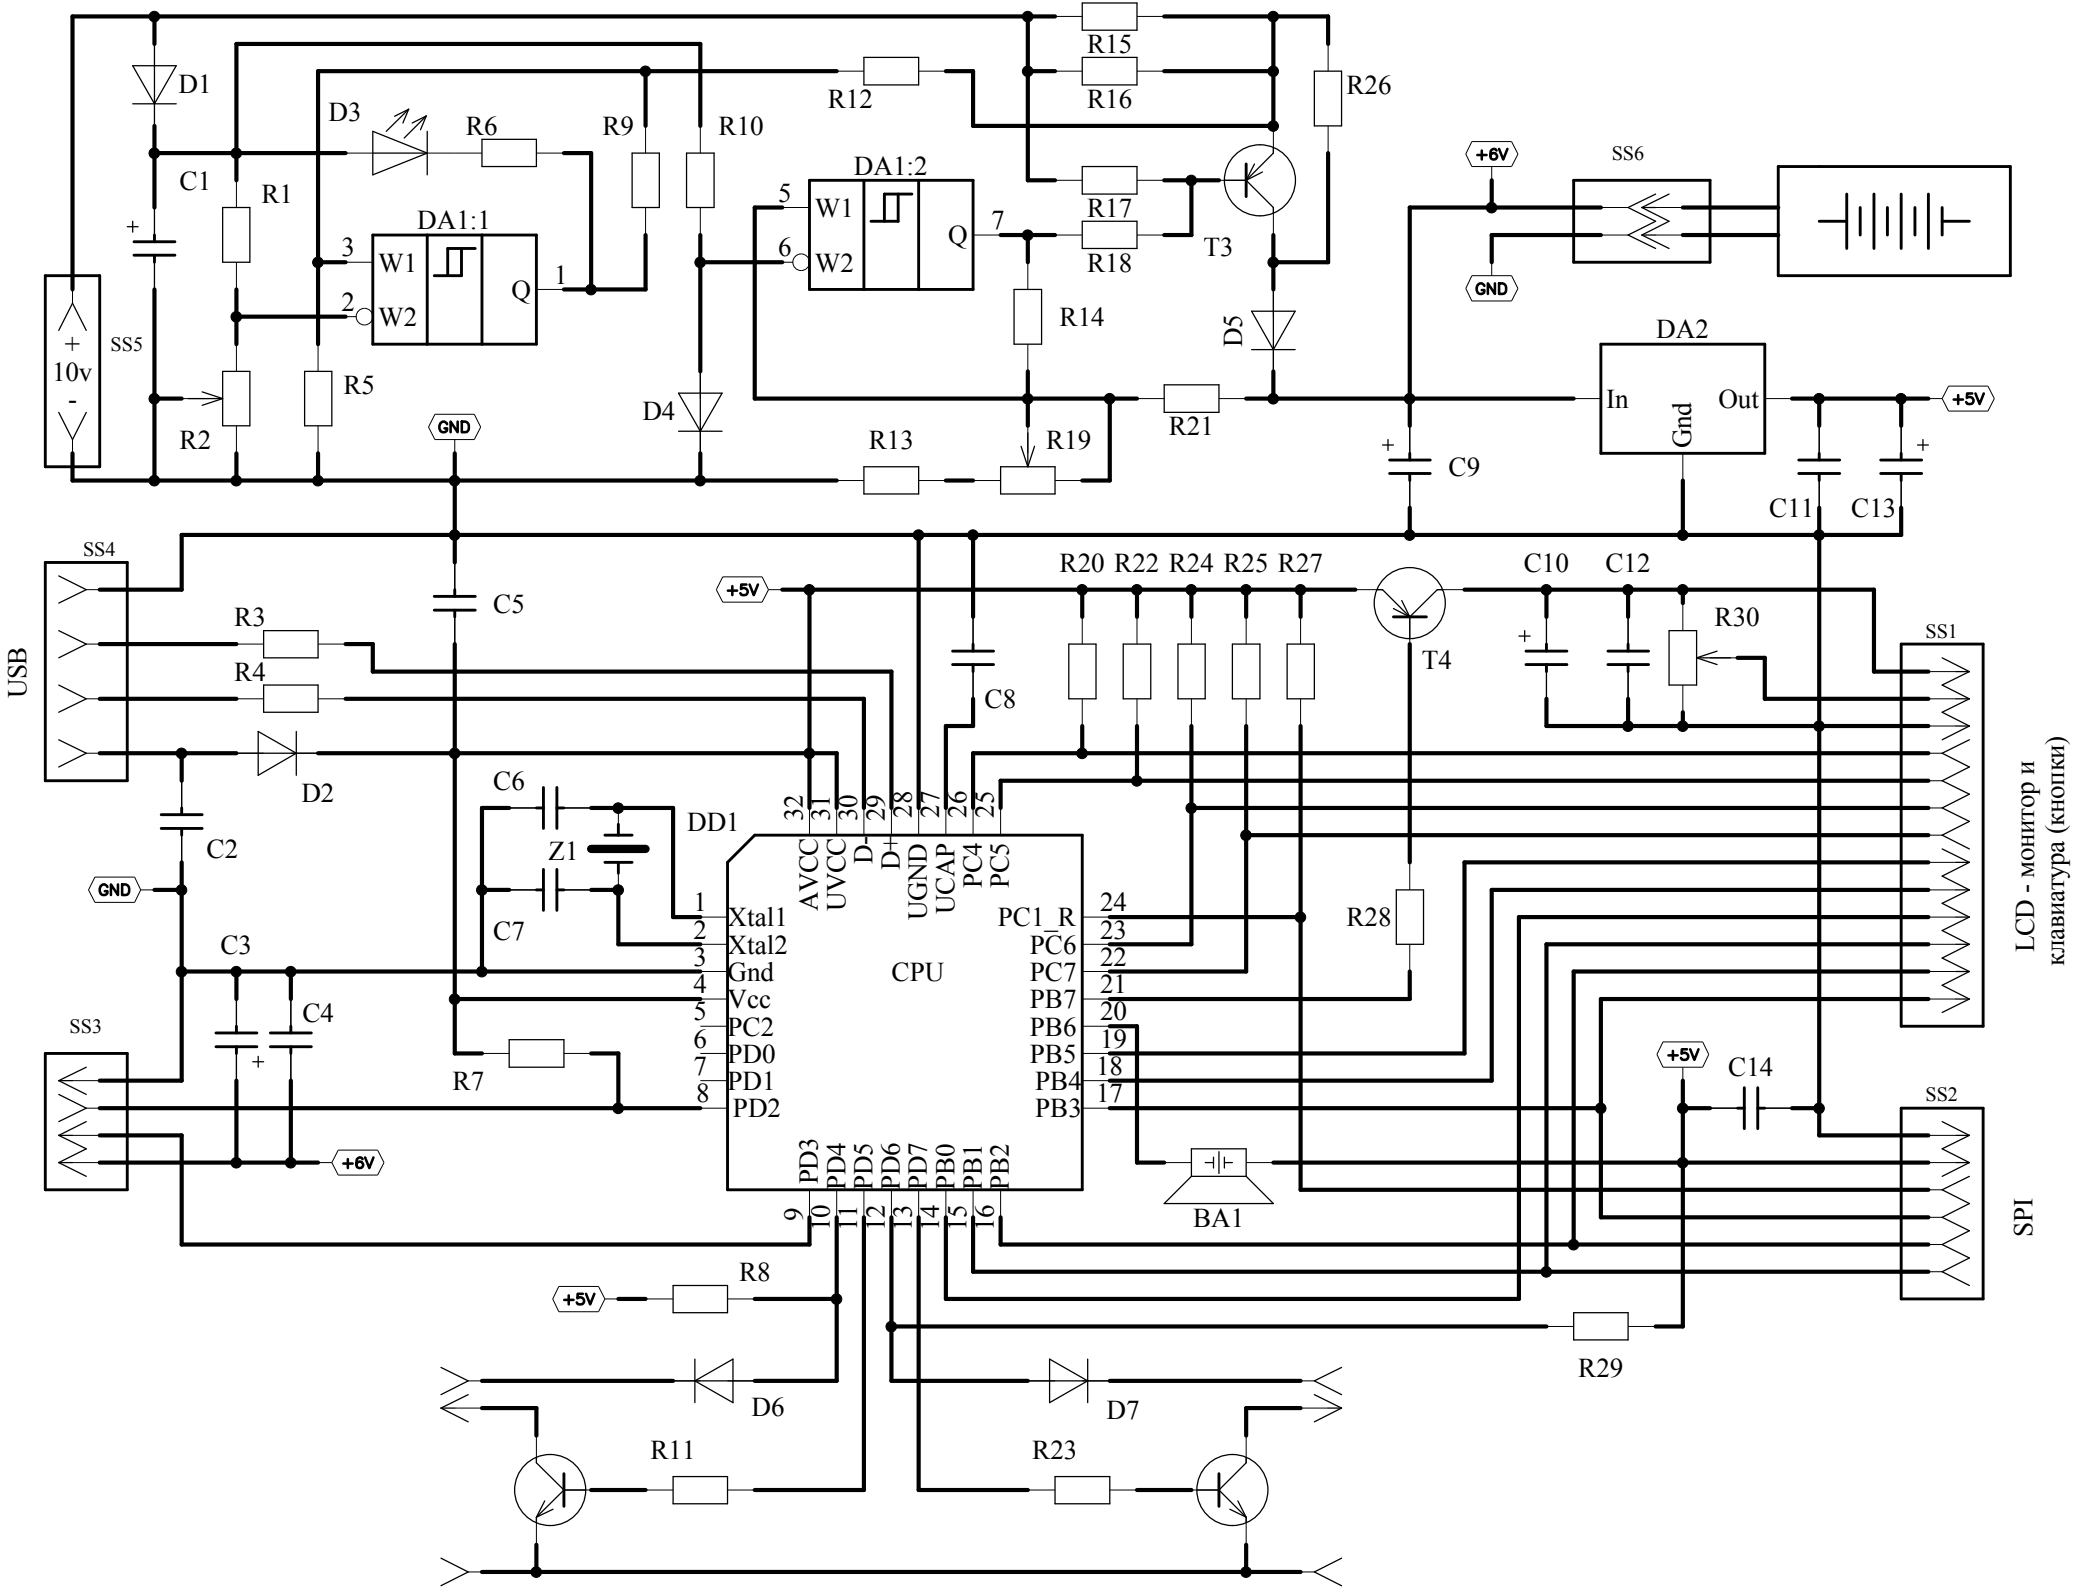 R15
R16
R12
R26
D1
D3
R6
R9
R10
C1
R1
DA1:1
DA1:2
5
W1
6
W2
Q
7
R17
R18
T3
+6V
SS6
GND
+
3
W1
2
W2
Q
1
R14
D5
SS5
+
10v
-
R2
R5
GND
D4
R13
R19
R21
DA2
In
Out
Gnd
+5V
+
C9
+
C11
C13
SS4
USB
R3
R4
C5
+5V
R20
R22
R24
R25
R27
C10
C12
+
R30
T4
SS1
C8
D2
C2
GND
C6
Z1
C7
DD1
32
31
30
29
28
27
26
25
AVCC
UVCC
D-
D+
UGND
UCAP
PC4
PC5
LCD - монитор и
клавиатура (кнопки)
1
Xtal1
2
Xtal2
3
Gnd
4
Vcc
5
PC2
6
PD0
7
PD1
8
PD2
CPU
PC1_R
24
PC6
23
PC7
22
PB7
21
PB6
20
PB5
19
PB4
18
PB3
17
R28
C3
C4
+
SS3
R7
+6V
+5V
C14
SS2
SPI
PD3
PD4
PD5
PD6
PD7
PB0
PB1
PB2
9
10
11
12
13
14
15
16
BA1
+5V
R8
R29
D6
D7
R11
R23